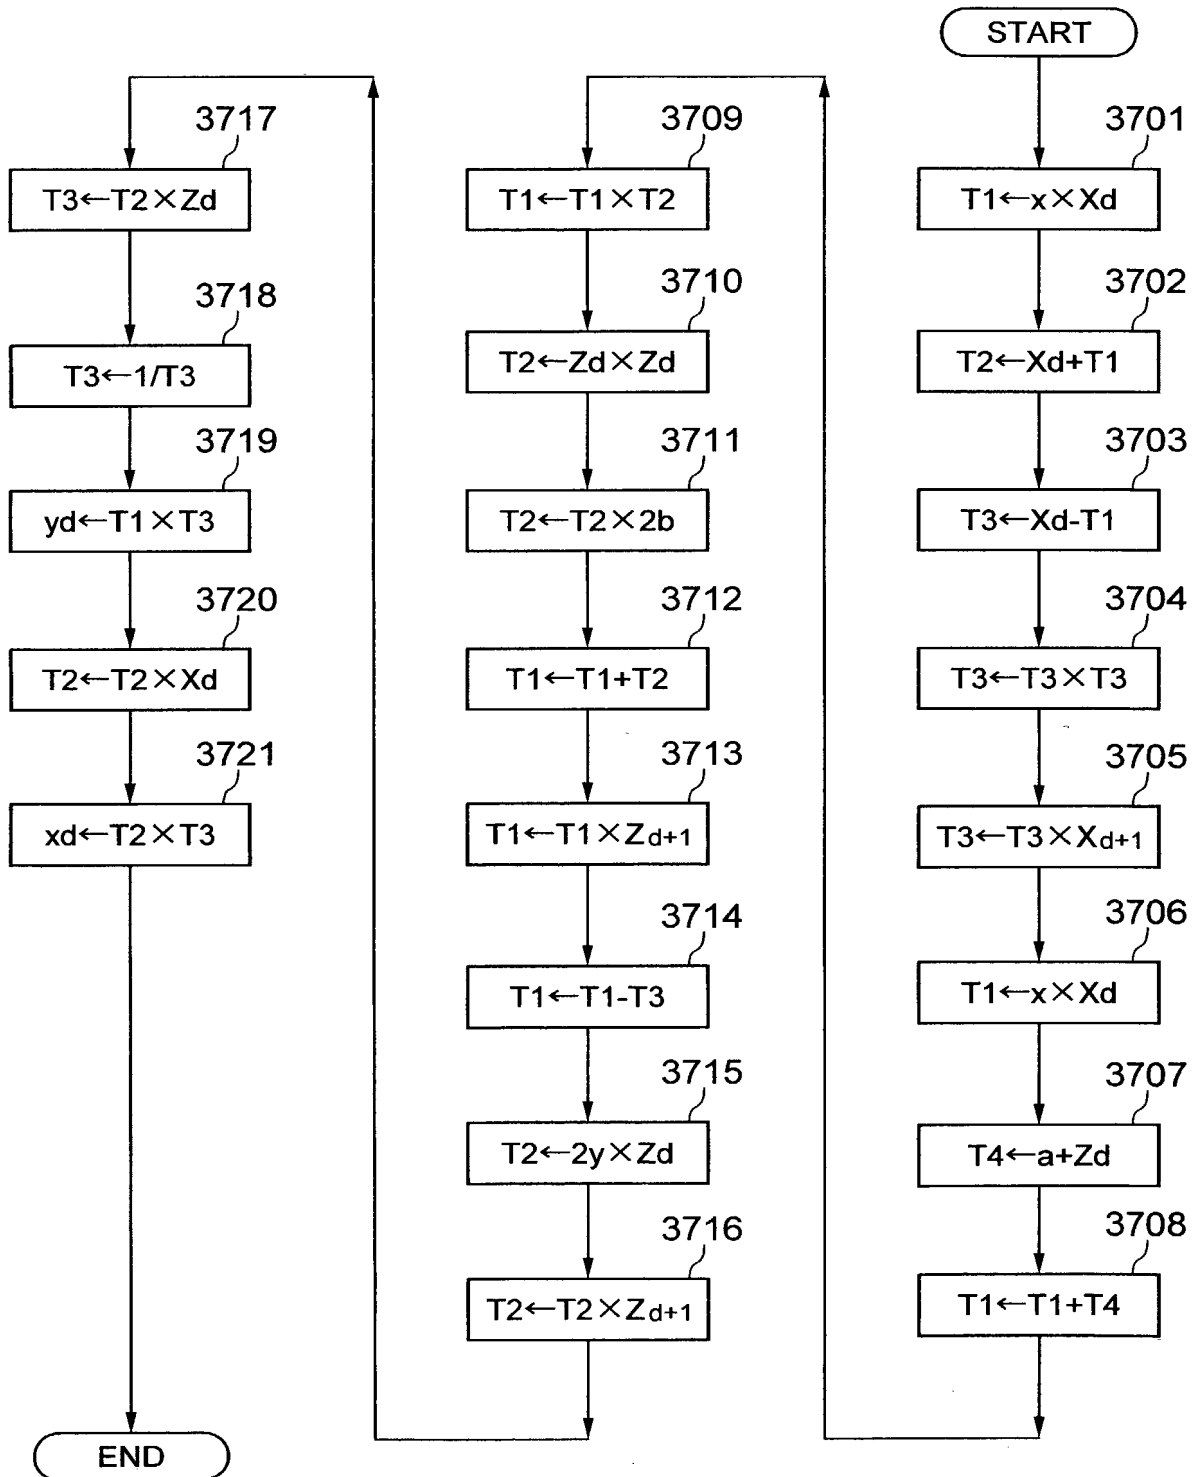 START
3701
T1←x×Xd
3702
T2←Xd+T1
3703
T3←Xd-T1
3704
T3←T3×T3
3705
T3←T3×Xd+1
3706
T1←x×Xd
3707
T4←a+Zd
3708
T1←T1+T4
3709
T1←T1×T2
3710
T2←Zd×Zd
3711
T2←T2×2b
3712
T1←T1+T2
3713
T1←T1×Zd+1
3714
T1←T1-T3
3715
T2←2y×Zd
3716
T2←T2×Zd+1
3717
T3←T2×Zd
3718
T3←1/T3
3719
yd←T1×T3
3720
T2←T2×Xd
3721
xd←T2×T3
END